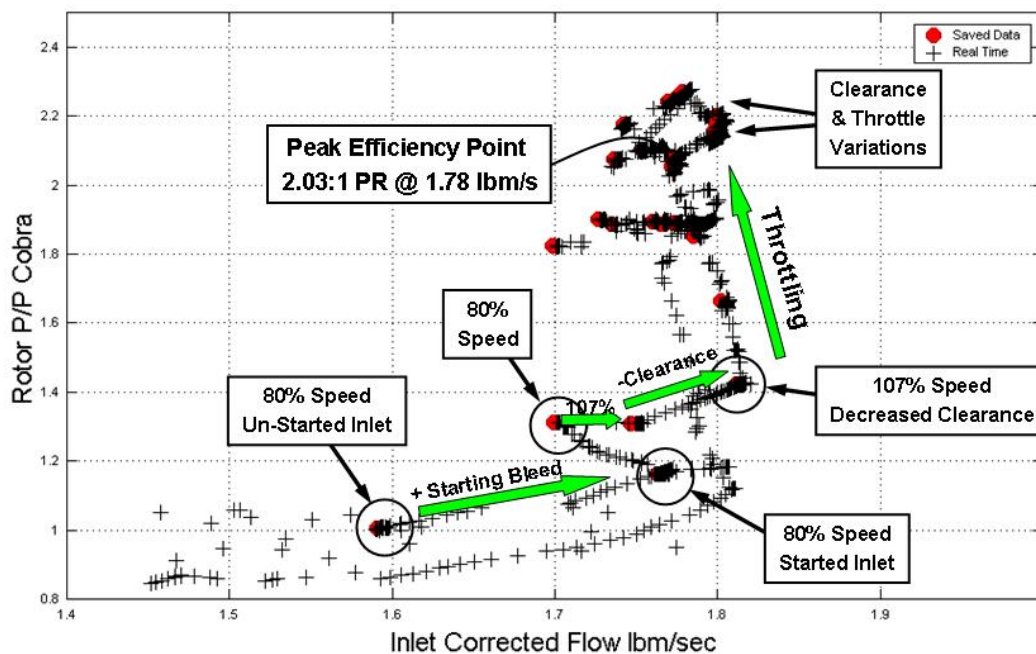 2.4
2.2
2
1.8
1.6
1.4
1.2
1
0.8
Rotor P/P Cobra
Saved Data
Real Time
Clearance
& Throttle
Variations
Peak Efficiency Point
2.03:1 PR @ 1.78 lbm/s
Throttling
80%
Speed
-Clearance
107%
80% Speed
Un-Started Inlet
107% Speed
Decreased Clearance
+ Starting Bleed
80% Speed
Started Inlet
1.4
1.5
1.6
1.7
1.8
1.9
Inlet Corrected Flow lbm/sec